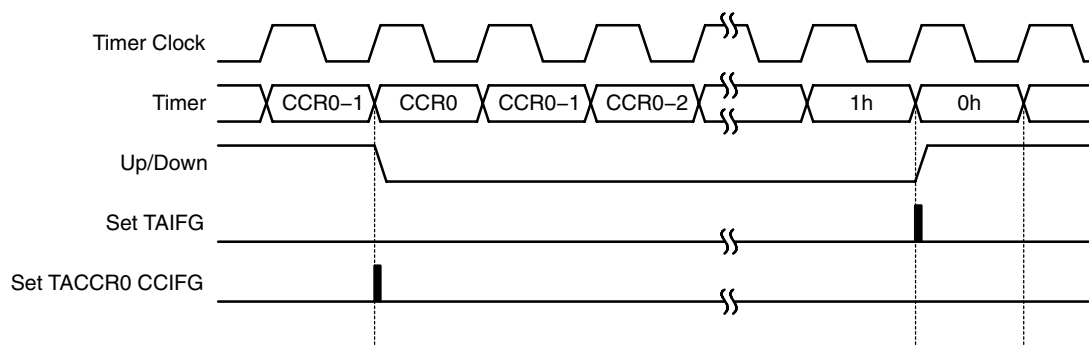 Timer Clock
Timer CCR0−1 CCR0 CCR0−1 CCR0−2 1h 0h
Up/Down
Set TAIFG
Set TACCR0 CCIFG